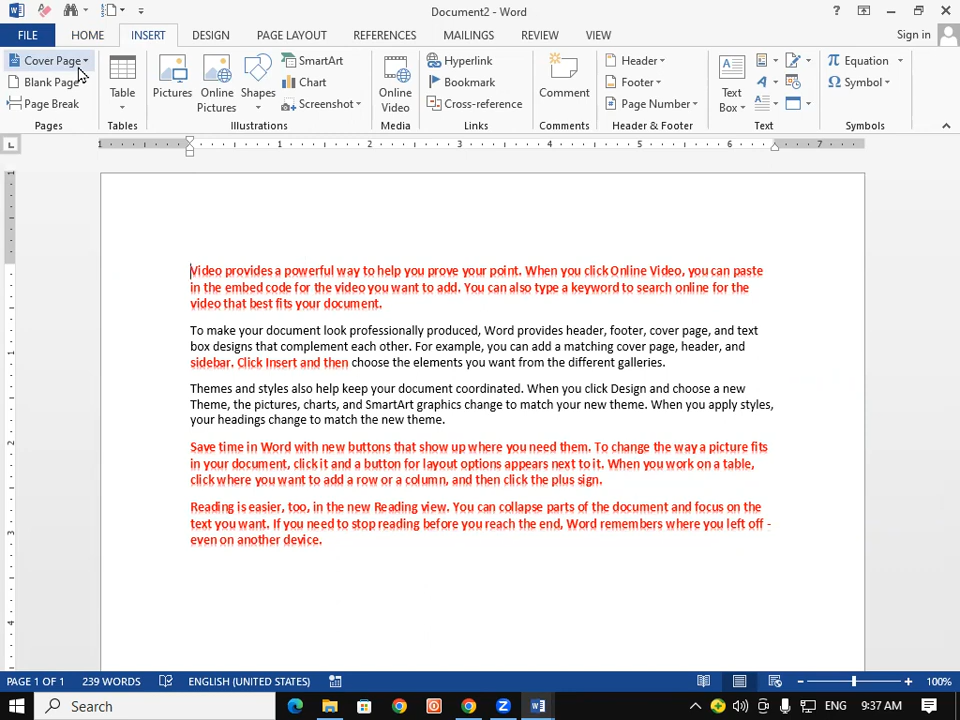 Document2 - Word
?
FILE HOME INSERT DESIGN PAGE LAYOUT REFERENCES MAILINGS REVIEW VIEW Sign in
Cover Page
Blank Page
Page Break
Pages
Table
Tables
Pictures
Online Pictures
Shapes
SmartArt
Chart
Screenshot
Illustrations
Online Video
Media
Hyperlink
Bookmark
Cross-reference
Links
Comment
Comments
Header
Footer
Page Number
Header & Footer
Text Box
Text
Equation
Symbol
Symbols
1 1 2 3 4 5 6 7
Video provides a powerful way to help you prove your point. When you click Online Video, you can paste
in the embed code for the video you want to add. You can also type a keyword to search online for the
video that best fits your document.
To make your document look professionally produced, Word provides header, footer, cover page, and text
box designs that complement each other. For example, you can add a matching cover page, header, and
sidebar. Click Insert and then choose the elements you want from the different galleries.
Themes and styles also help keep your document coordinated. When you click Design and choose a new
Theme, the pictures, charts, and SmartArt graphics change to match your new theme. When you apply styles,
your headings change to match the new theme.
Save time in Word with new buttons that show up where you need them. To change the way a picture fits
in your document, click it and a button for layout options appears next to it. When you work on a table,
click where you want to add a row or a column, and then click the plus sign.
Reading is easier, too, in the new Reading view. You can collapse parts of the document and focus on the
text you want. If you need to stop reading before you reach the end, Word remembers where you left off -
even on another device.
1
1
2
3
4
PAGE 1 OF 1 239 WORDS ENGLISH (UNITED STATES) 100%
Search ENG 9:37 AM